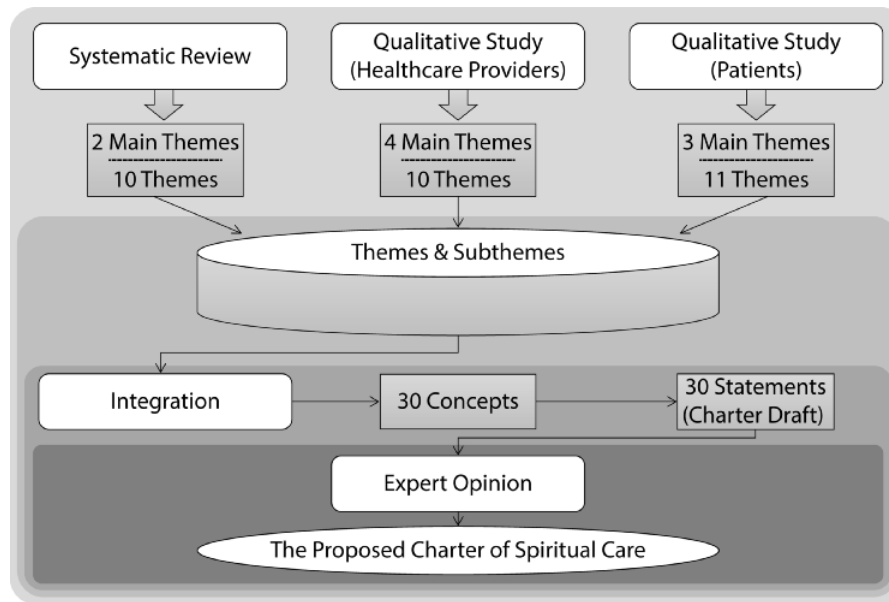 Systematic Review
Qualitative Study
(Healthcare Providers)
Qualitative Study
(Patients)
2 Main Themes
10 Themes
4 Main Themes
10 Themes
3 Main Themes
11 Themes
Themes & Subthemes
Integration
30 Concepts
30 Statements
(Charter Draft)
Expert Opinion
The Proposed Charter of Spiritual Care